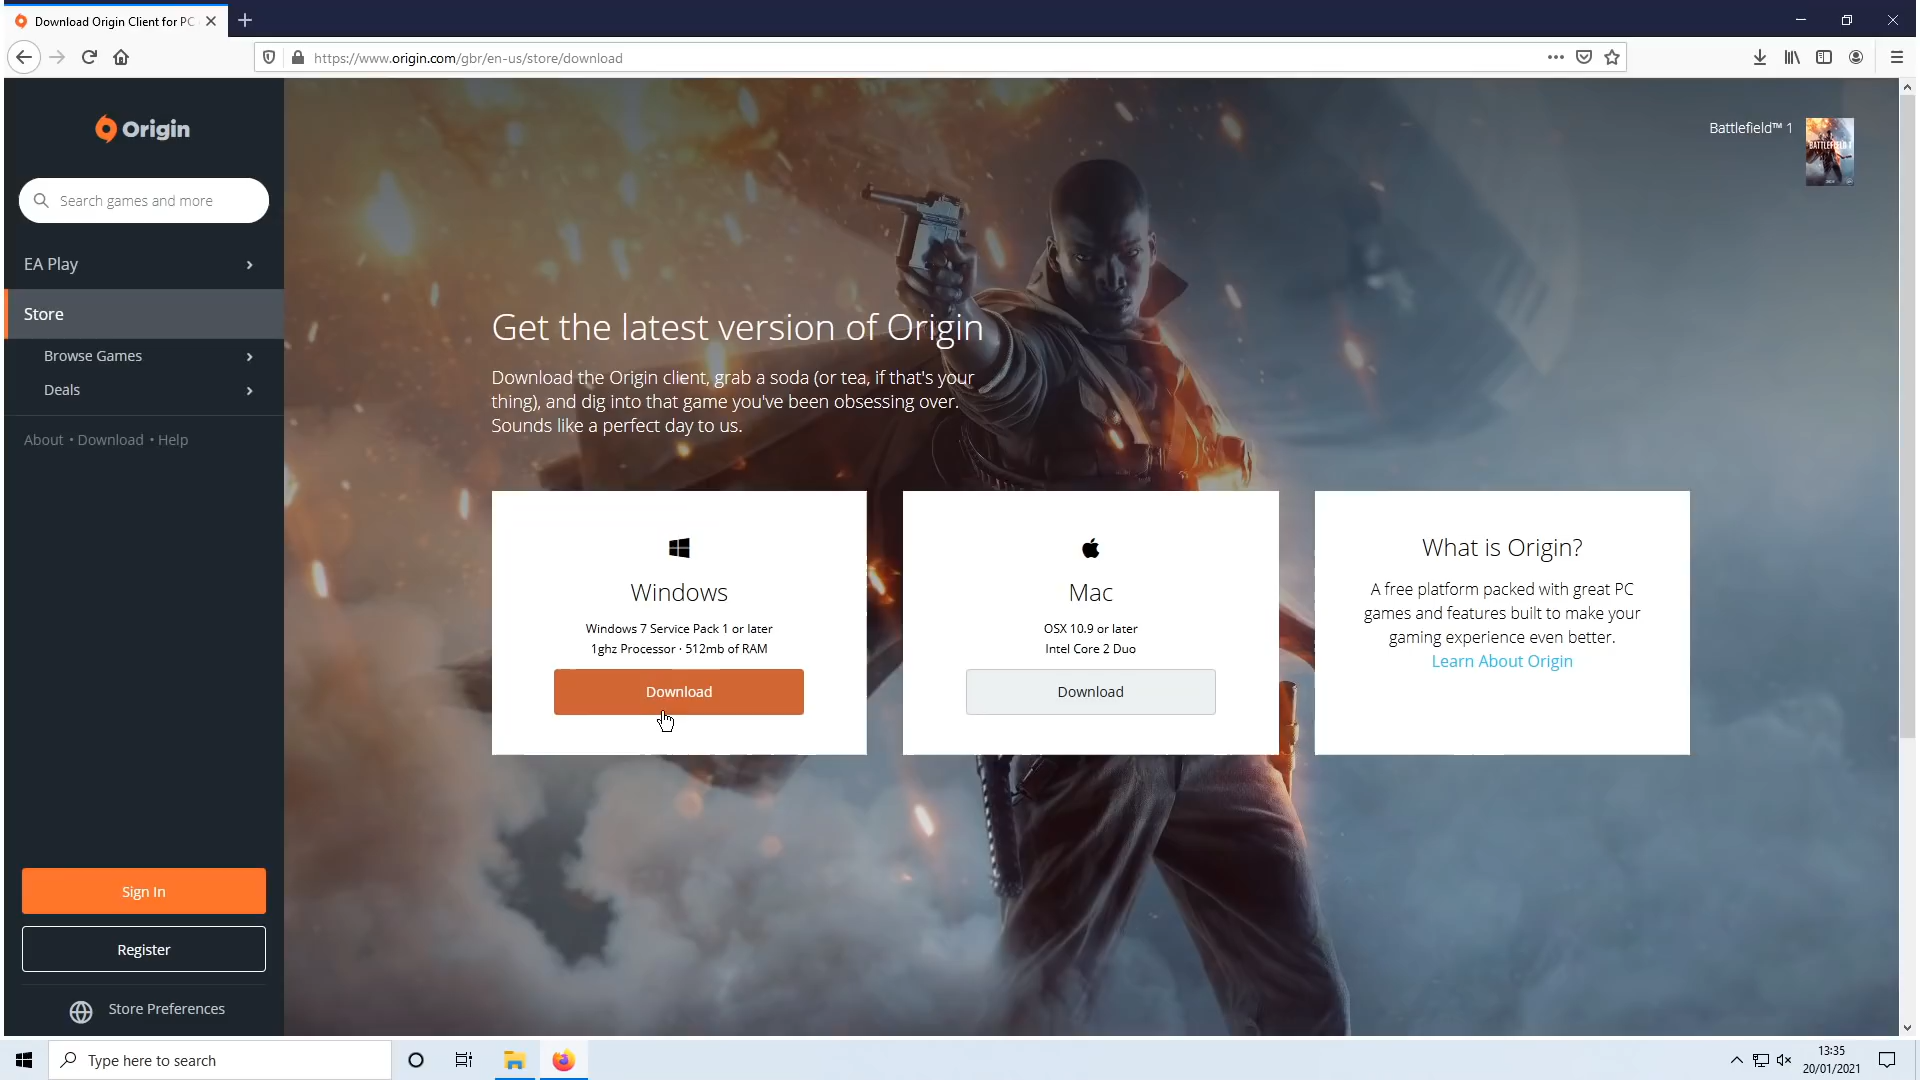 Download Origin Client for PC
https://www.origin.com/gbr/en-us/store/download
Origin
Search games and more
EA Play
Store
Browse Games
Deals
About • Download • Help
Sign In
Register
Store Preferences
Battlefield™ 1
BATTLEFIELD 1
Get the latest version of Origin
Download the Origin client, grab a soda (or tea, if that's your
thing), and dig into that game you've been obsessing over.
Sounds like a perfect day to us.
Windows
Windows 7 Service Pack 1 or later
1ghz Processor · 512mb of RAM
Download
Mac
OSX 10.9 or later
Intel Core 2 Duo
Download
What is Origin?
A free platform packed with great PC
games and features built to make your
gaming experience even better.
Learn About Origin
Type here to search
13:35
20/01/2021